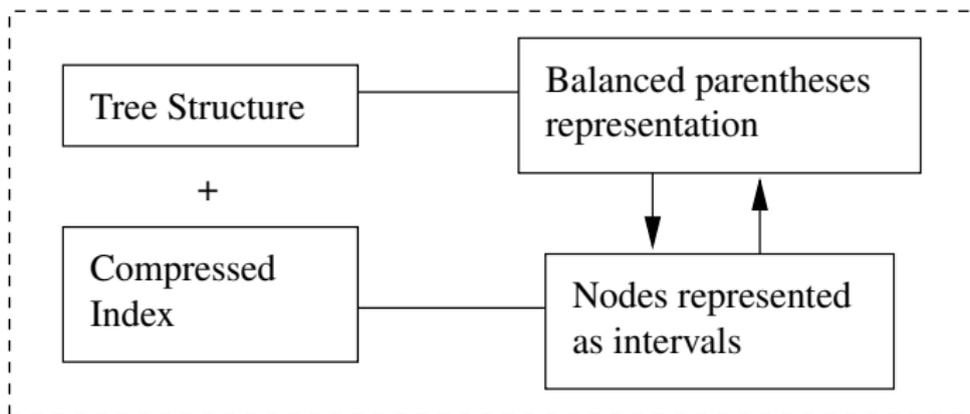 Tree Structure
Balanced parentheses
representation
+
Compressed
Index
Nodes represented
as intervals